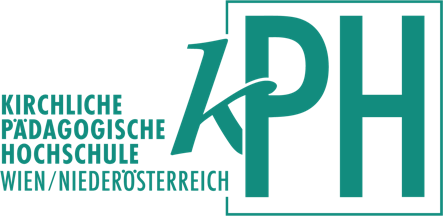 KIRCHLICHE
PÄDAGOGISCHE
HOCHSCHULE
WIEN/NIEDERÖSTERREICH
kPH